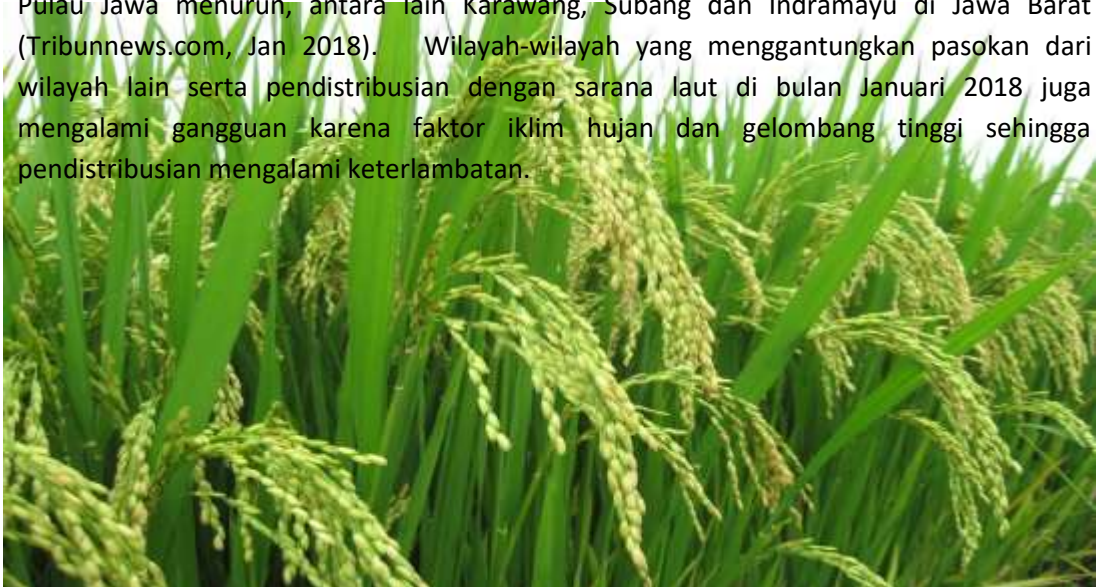 Pulau Jawa menurun, antara lain Karawang, Subang dan Indramayu di Jawa Barat
(Tribunnews.com, Jan 2018). Wilayah-wilayah yang menggantungkan pasokan dari
wilayah lain serta pendistribusian dengan sarana laut di bulan Januari 2018 juga
mengalami gangguan karena faktor iklim hujan dan gelombang tinggi sehingga
pendistribusian mengalami keterlambatan.